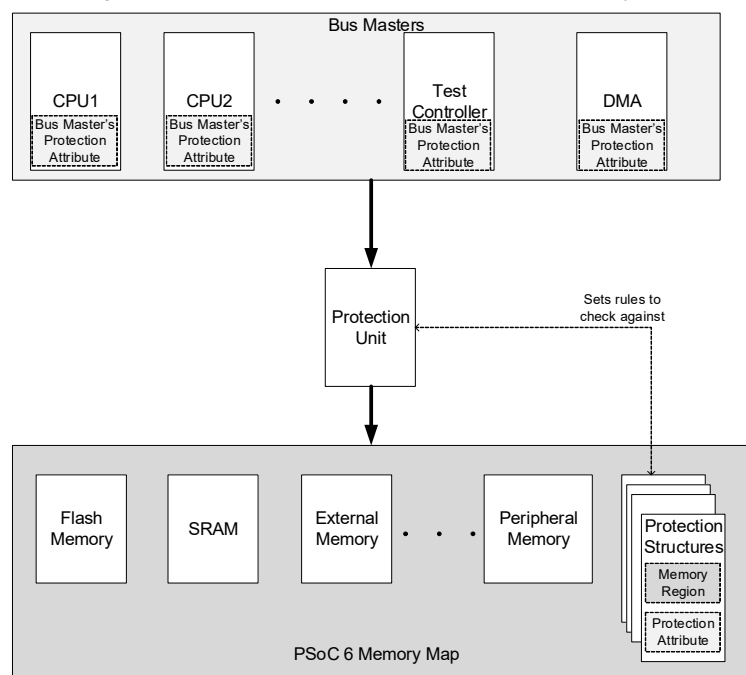 Bus Masters
CPU1
Bus Master's
Protection
Attribute
CPU2
Bus Master's
Protection
Attribute
Test
Controller
Bus Master's
Protection
Attribute
DMA
Bus Master's
Protection
Attribute
Protection
Unit
Sets rules to
check against
Flash
Memory
SRAM
External
Memory
Peripheral
Memory
Protection
Structures
Memory
Region
Protection
Attribute
PSoC 6 Memory Map